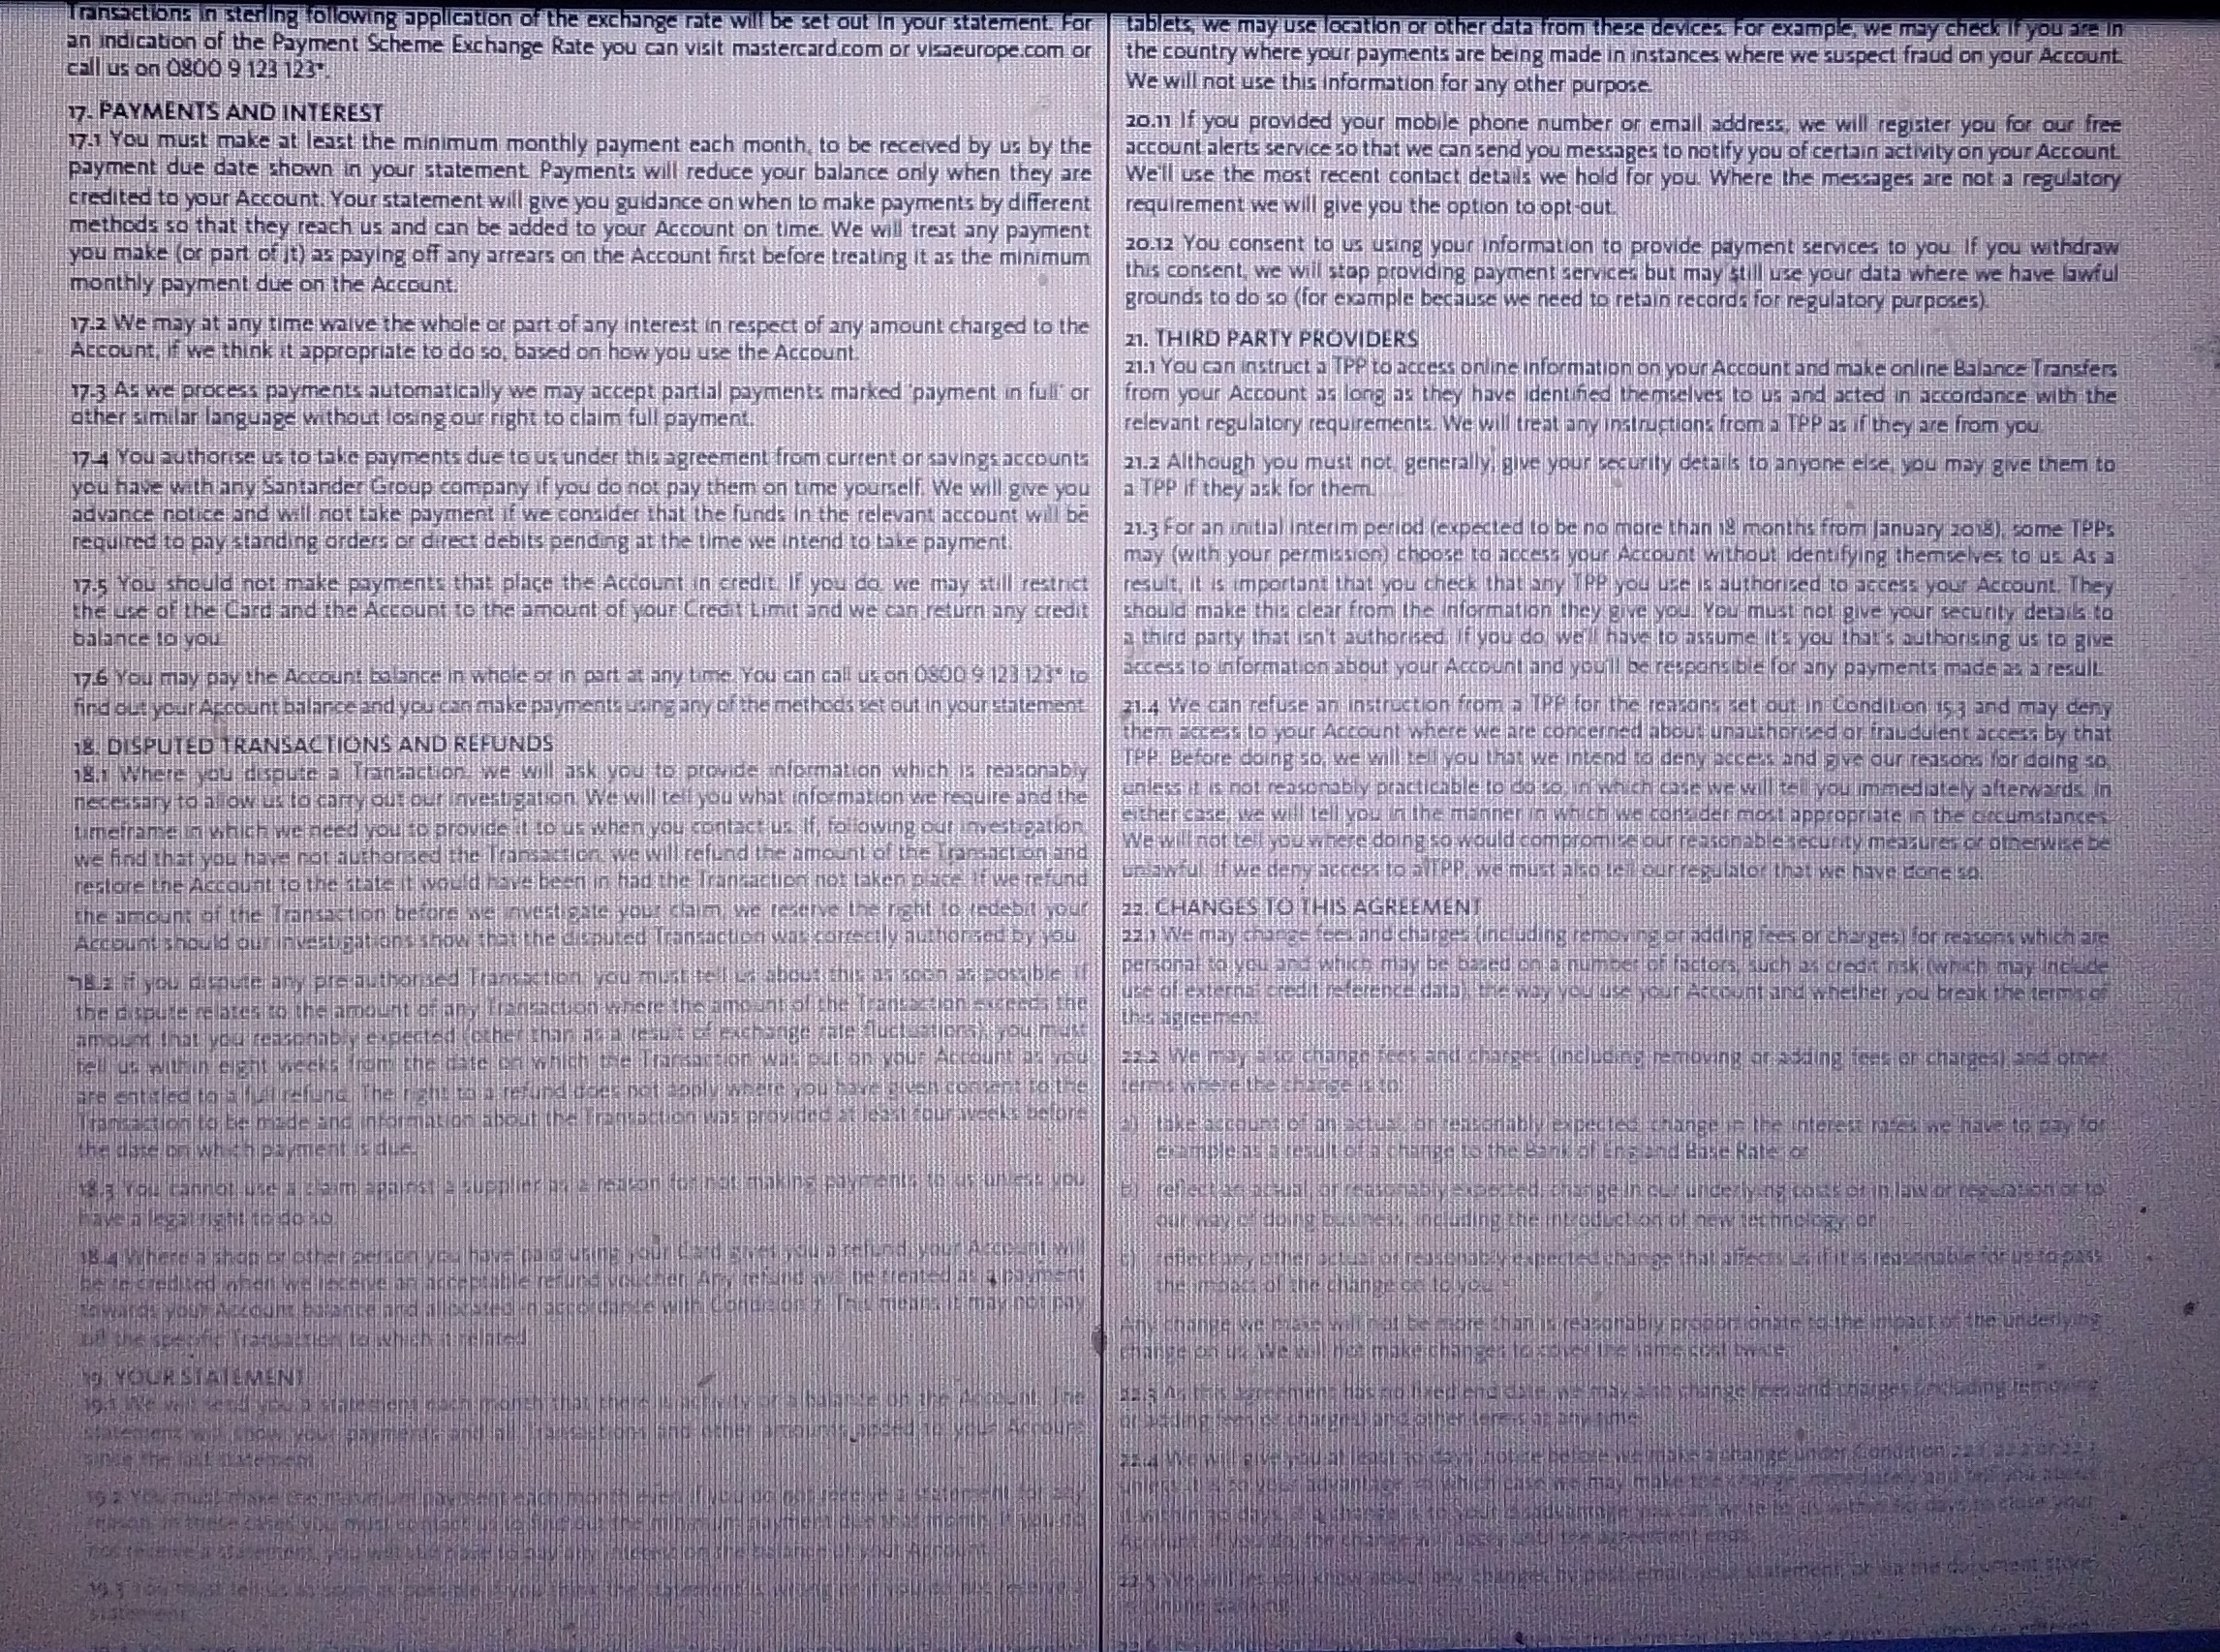 Transactions in sterling following application of the exchange rate will be set out in your statement. For
an indication of the Payment Scheme Exchange Rate you can visit mastercard.com or visaeurope.com or
call us on 0800 9 123 123*.
17. PAYMENTS AND INTEREST
17.1 You must make at least the minimum monthly payment each month, to be received by us by the
payment due date shown in your statement. Payments will reduce your balance only when they are
credited to your Account. Your statement will give you guidance on when to make payments by different
methods so that they reach us and can be added to your Account on time. We will treat any payment
you make (or part of it) as paying off any arrears on the Account first before treating it as the minimum
monthly payment due on the Account.
17.2 We may at any time waive the whole or part of any interest in respect of any amount charged to the
Account, if we think it appropriate to do so, based on how you use the Account.
17.3 As we process payments automatically we may accept partial payments marked 'payment in full' or
other similar language without losing our right to claim full payment.
17.4 You authorise us to take payments due to us under this agreement from current or savings accounts
you have with any Santander Group company if you do not pay them on time yourself. We will give you
advance notice and will not take payment if we consider that the funds in the relevant account will be
required to pay standing orders or direct debits pending at the time we intend to take payment.
17.5 You should not make payments that place the Account in credit. If you do, we may still restrict
the use of the Card and the Account to the amount of your Credit Limit and we can return any credit
balance to you.
17.6 You may pay the Account balance in whole or in part at any time. You can call us on 0800 9 123 123* to
find out your Account balance and you can make payments using any of the methods set out in your statement.
18. DISPUTED TRANSACTIONS AND REFUNDS
18.1 Where you dispute a Transaction, we will ask you to provide information which is reasonably
necessary to allow us to carry out our investigation. We will tell you what information we require and the
timeframe in which we need you to provide it to us when you contact us. If, following our investigation,
we find that you have not authorised the Transaction, we will refund the amount of the Transaction and
restore the Account to the state it would have been in had the Transaction not taken place. If we refund
the amount of the Transaction before we investigate your claim, we reserve the right to redebit your
Account should our investigations show that the disputed Transaction was correctly authorised by you.
18.2 If you dispute any pre-authorised Transaction, you must tell us about this as soon as possible. If
the dispute relates to the amount of any Transaction where the amount of the Transaction exceeds the
amount that you reasonably expected (other than as a result of exchange rate fluctuations), you must
tell us within eight weeks from the date on which the Transaction was put on your Account as you
are entitled to a full refund. The right to a refund does not apply where you have given consent to the
Transaction to be made and information about the Transaction was provided at least four weeks before
the date on which payment is due.
18.3 You cannot use a claim against a supplier as a reason for not making payments to us unless you
have a legal right to do so.
18.4 Where a shop or other person you have paid using your Card gives you a refund, your Account will
be re-credited when we receive an acceptable refund voucher. Any refund will be treated as a payment
towards your Account balance and allocated in accordance with Condition 7. This means it may not pay
off the specific Transaction to which it related.
19. YOUR STATEMENT
19.1 We will send you a statement each month that there is activity or a balance on the Account. The
statement will show your payments and all Transactions and other amounts added to your Account
since the last statement.
19.2 You must make the minimum payment each month even if you do not receive a statement for any
reason. In these cases you must contact us to find out the minimum payment due that month. If you do
not receive a statement, you will still have to pay any interest on the balance of your Account.
19.3 You must tell us as soon as possible if you think the statement is wrong or if you do not receive a
statement.
tablets, we may use location or other data from these devices. For example, we may check if you are in
the country where your payments are being made in instances where we suspect fraud on your Account.
We will not use this information for any other purpose.
20.11 If you provided your mobile phone number or email address, we will register you for our free
account alerts service so that we can send you messages to notify you of certain activity on your Account.
We'll use the most recent contact details we hold for you. Where the messages are not a regulatory
requirement we will give you the option to opt-out.
20.12 You consent to us using your information to provide payment services to you. If you withdraw
this consent, we will stop providing payment services but may still use your data where we have lawful
grounds to do so (for example because we need to retain records for regulatory purposes).
21. THIRD PARTY PROVIDERS
21.1 You can instruct a TPP to access online information on your Account and make online Balance Transfers
from your Account as long as they have identified themselves to us and acted in accordance with the
relevant regulatory requirements. We will treat any instructions from a TPP as if they are from you.
21.2 Although you must not, generally, give your security details to anyone else, you may give them to
a TPP if they ask for them.
21.3 For an initial interim period (expected to be no more than 18 months from January 2018), some TPPs
may (with your permission) choose to access your Account without identifying themselves to us. As a
result, it is important that you check that any TPP you use is authorised to access your Account. They
should make this clear from the information they give you. You must not give your security details to
a third party that isn't authorised. If you do, we'll have to assume it's you that's authorising us to give
access to information about your Account and you'll be responsible for any payments made as a result.
21.4 We can refuse an instruction from a TPP for the reasons set out in Condition 15.3 and may deny
them access to your Account where we are concerned about unauthorised or fraudulent access by that
TPP. Before doing so, we will tell you that we intend to deny access and give our reasons for doing so,
unless it is not reasonably practicable to do so, in which case we will tell you immediately afterwards. In
either case, we will tell you in the manner in which we consider most appropriate in the circumstances.
We will not tell you where doing so would compromise our reasonable security measures or otherwise be
unlawful. If we deny access to a TPP, we must also tell our regulator that we have done so.
22. CHANGES TO THIS AGREEMENT
22.1 We may change fees and charges (including removing or adding fees or charges) for reasons which are
personal to you and which may be based on a number of factors, such as credit risk (which may include
use of external credit reference data), the way you use your Account and whether you break the terms of
this agreement.
22.2 We may also change fees and charges (including removing or adding fees or charges) and other
terms where the change is to:
a) take account of an actual, or reasonably expected, change in the interest rates we have to pay for
example as a result of a change to the Bank of England Base Rate; or
b) reflect an actual, or reasonably expected, change in our underlying costs or in law or regulation or to
our way of doing business, including the introduction of new technology; or
c) reflect any other actual or reasonably expected change that affects us if it is reasonable for us to pass
the impact of the change on to you.
Any change we make will not be more than is reasonably proportionate to the impact of the underlying
change on us. We will not make changes to cover the same cost twice.
22.3 As this agreement has no fixed end date, we may also change fees and charges (including removing
or adding fees or charges) and other terms at any time.
22.4 We will give you at least 30 days' notice before we make a change under Condition
unless it is to your advantage in which case we may make the change immediately and tell you about
it within 30 days. If a change is to your disadvantage you can write to us within 60 days to close your
Account. If you do, the change will not apply until the agreement ends.
22.5 We will let you know about any changes by post, email, your statement, or via the document store